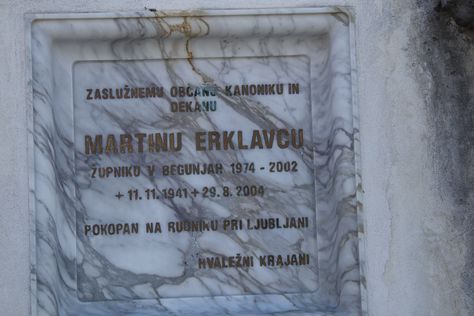 ZASLUŽNEMU OBČANU, KANONIKU IN
DEKANU
MARTINU ERKLAVCU
ŽUPNIKU V BEGUNJAH 1974 - 2002
+ 11. 11. 1941 + 29. 8. 2004
POKOPAN NA RUDNIKU PRI LJUBLJANI
HVALEŽNI KRAJANI